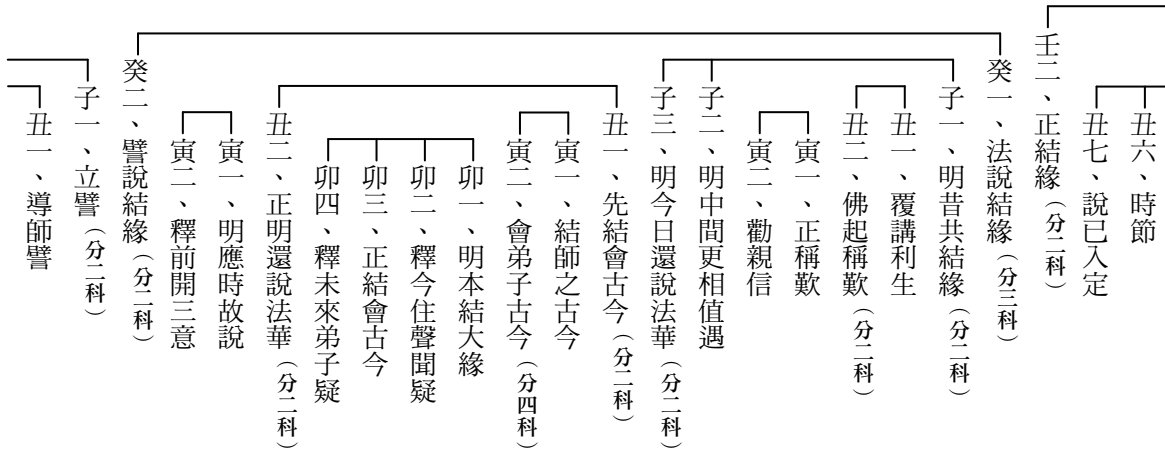 丑六、時節
丑七、說已入定
壬二、正結緣（分二科）
癸一、法說結緣（分三科）
子一、明昔共結緣（分二科）
丑一、覆講利生
丑二、佛起稱歎（分二科）
寅一、正稱歎
寅二、勸親信
子二、明中間更相值遇
子三、明今日還說法華（分二科）
丑一、先結會古今（分二科）
寅一、結師之古今
寅二、會弟子古今（分四科）
卯一、明本結大緣
卯二、釋今住聲聞疑
卯三、正結會古今
卯四、釋未來弟子疑
丑二、正明還說法華（分二科）
寅一、明應時故說
寅二、釋前開三意
癸二、譬說結緣（分二科）
子一、立譬（分二科）
丑一、導師譬